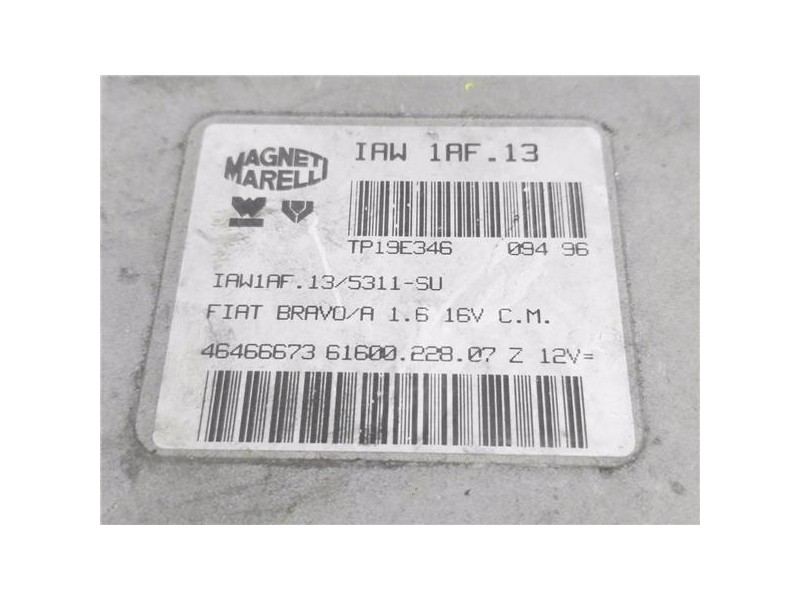 MAGNETI MARELLI
IAW 1AF.13
TP19E346 094 96
IAW1AF.13/5311-SU
FIAT BRAVO/A 1.6 16V C.M.
46466673 61600.228.07 Z 12V=